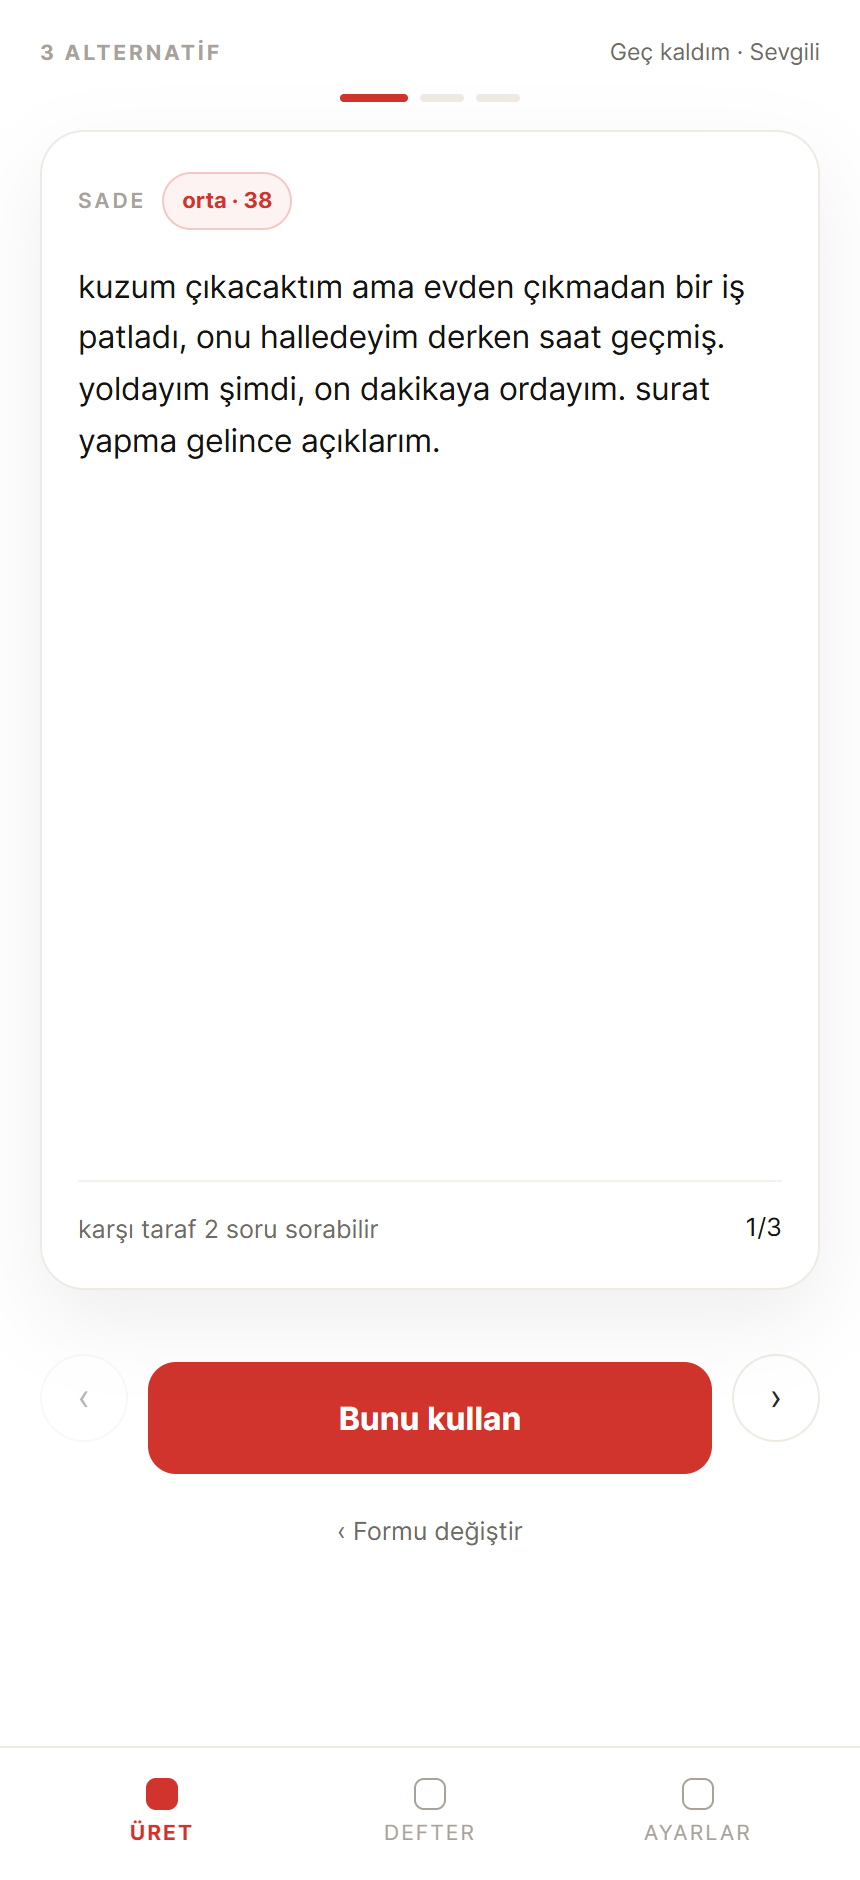 3 ALTERNATİF
Geç kaldım · Sevgili
SADE
orta · 38
kuzum çıkacaktım ama evden çıkmadan bir iş
patladı, onu halledeyim derken saat geçmiş.
yoldayım şimdi, on dakikaya ordayım. surat
yapma gelince açıklarım.
karşı taraf 2 soru sorabilir
1/3
‹
Bunu kullan
›
‹ Formu değiştir
ÜRET
DEFTER
AYARLAR